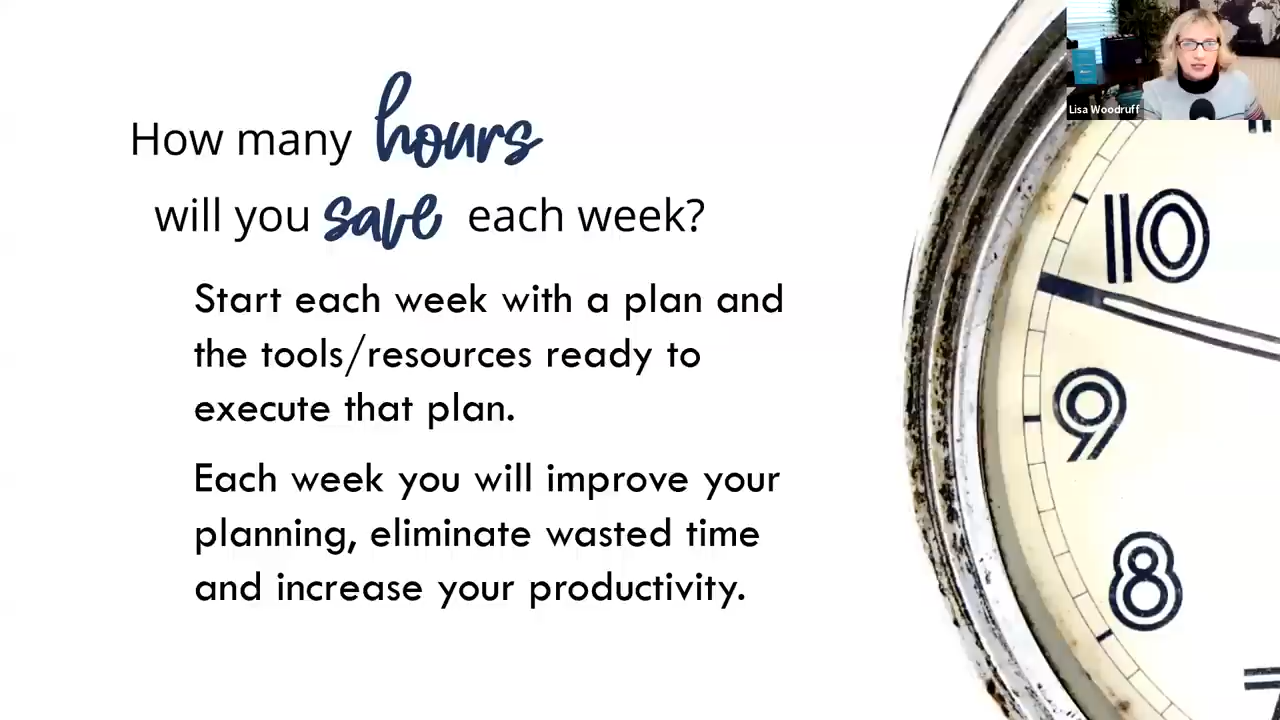 How many hours
will you save each week?
Start each week with a plan and
the tools/resources ready to
execute that plan.
Each week you will improve your
planning, eliminate wasted time
and increase your productivity.
Lisa Woodruff
10
9
8
7